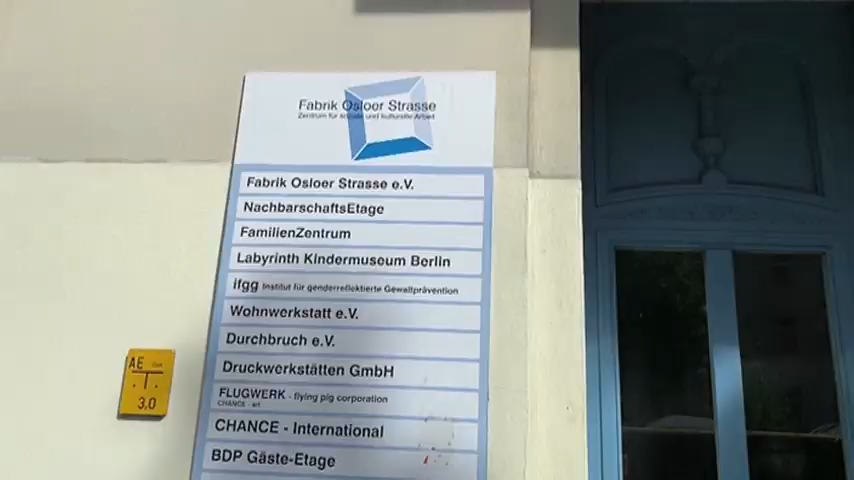 Fabrik Osloer Strasse
Zentrum für soziale und kulturelle Arbeit
Fabrik Osloer Strasse e.V.
NachbarschaftsEtage
FamilienZentrum
Labyrinth Kindermuseum Berlin
ifgg Institut für genderreflektierte Gewaltprävention
Wohnwerkstatt e.V.
Durchbruch e.V.
Druckwerkstätten GmbH
FLUGWERK - flying pig corporation
CHANCE - art
CHANCE - International
BDP Gäste-Etage
AE
3,0